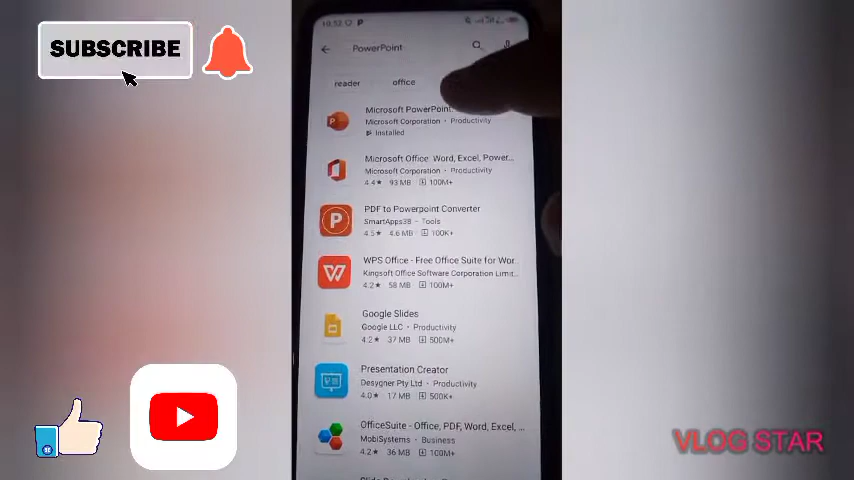 SUBSCRIBE
10:52
PowerPoint
reader office
Microsoft PowerPoint
Microsoft Corporation • Productivity
Installed
Microsoft Office: Word, Excel, Power...
Microsoft Corporation • Productivity
4.4★ 93 MB 100M+
PDF to Powerpoint Converter
SmartApps38 • Tools
4.5★ 4.6 MB 100K+
WPS Office - Free Office Suite for Wor..
Kingsoft Office Software Corporation Limit...
4.2★ 58 MB 100M+
Google Slides
Google LLC • Productivity
4.2★ 37 MB 500M+
Presentation Creator
Desygner Pty Ltd • Productivity
4.0★ 17 MB 500K+
OfficeSuite - Office, PDF, Word, Excel, ...
MobiSystems • Business
4.2★ 36 MB 100M+
VLOG STAR